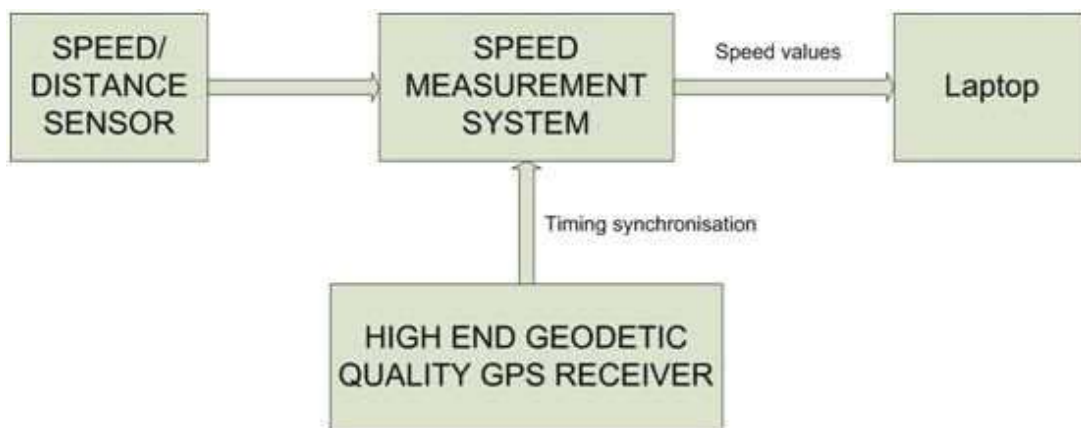 SPEED/
DISTANCE
SENSOR
SPEED
MEASUREMENT
SYSTEM
Speed values
Laptop
Timing synchronisation
HIGH END GEODETIC
QUALITY GPS RECEIVER